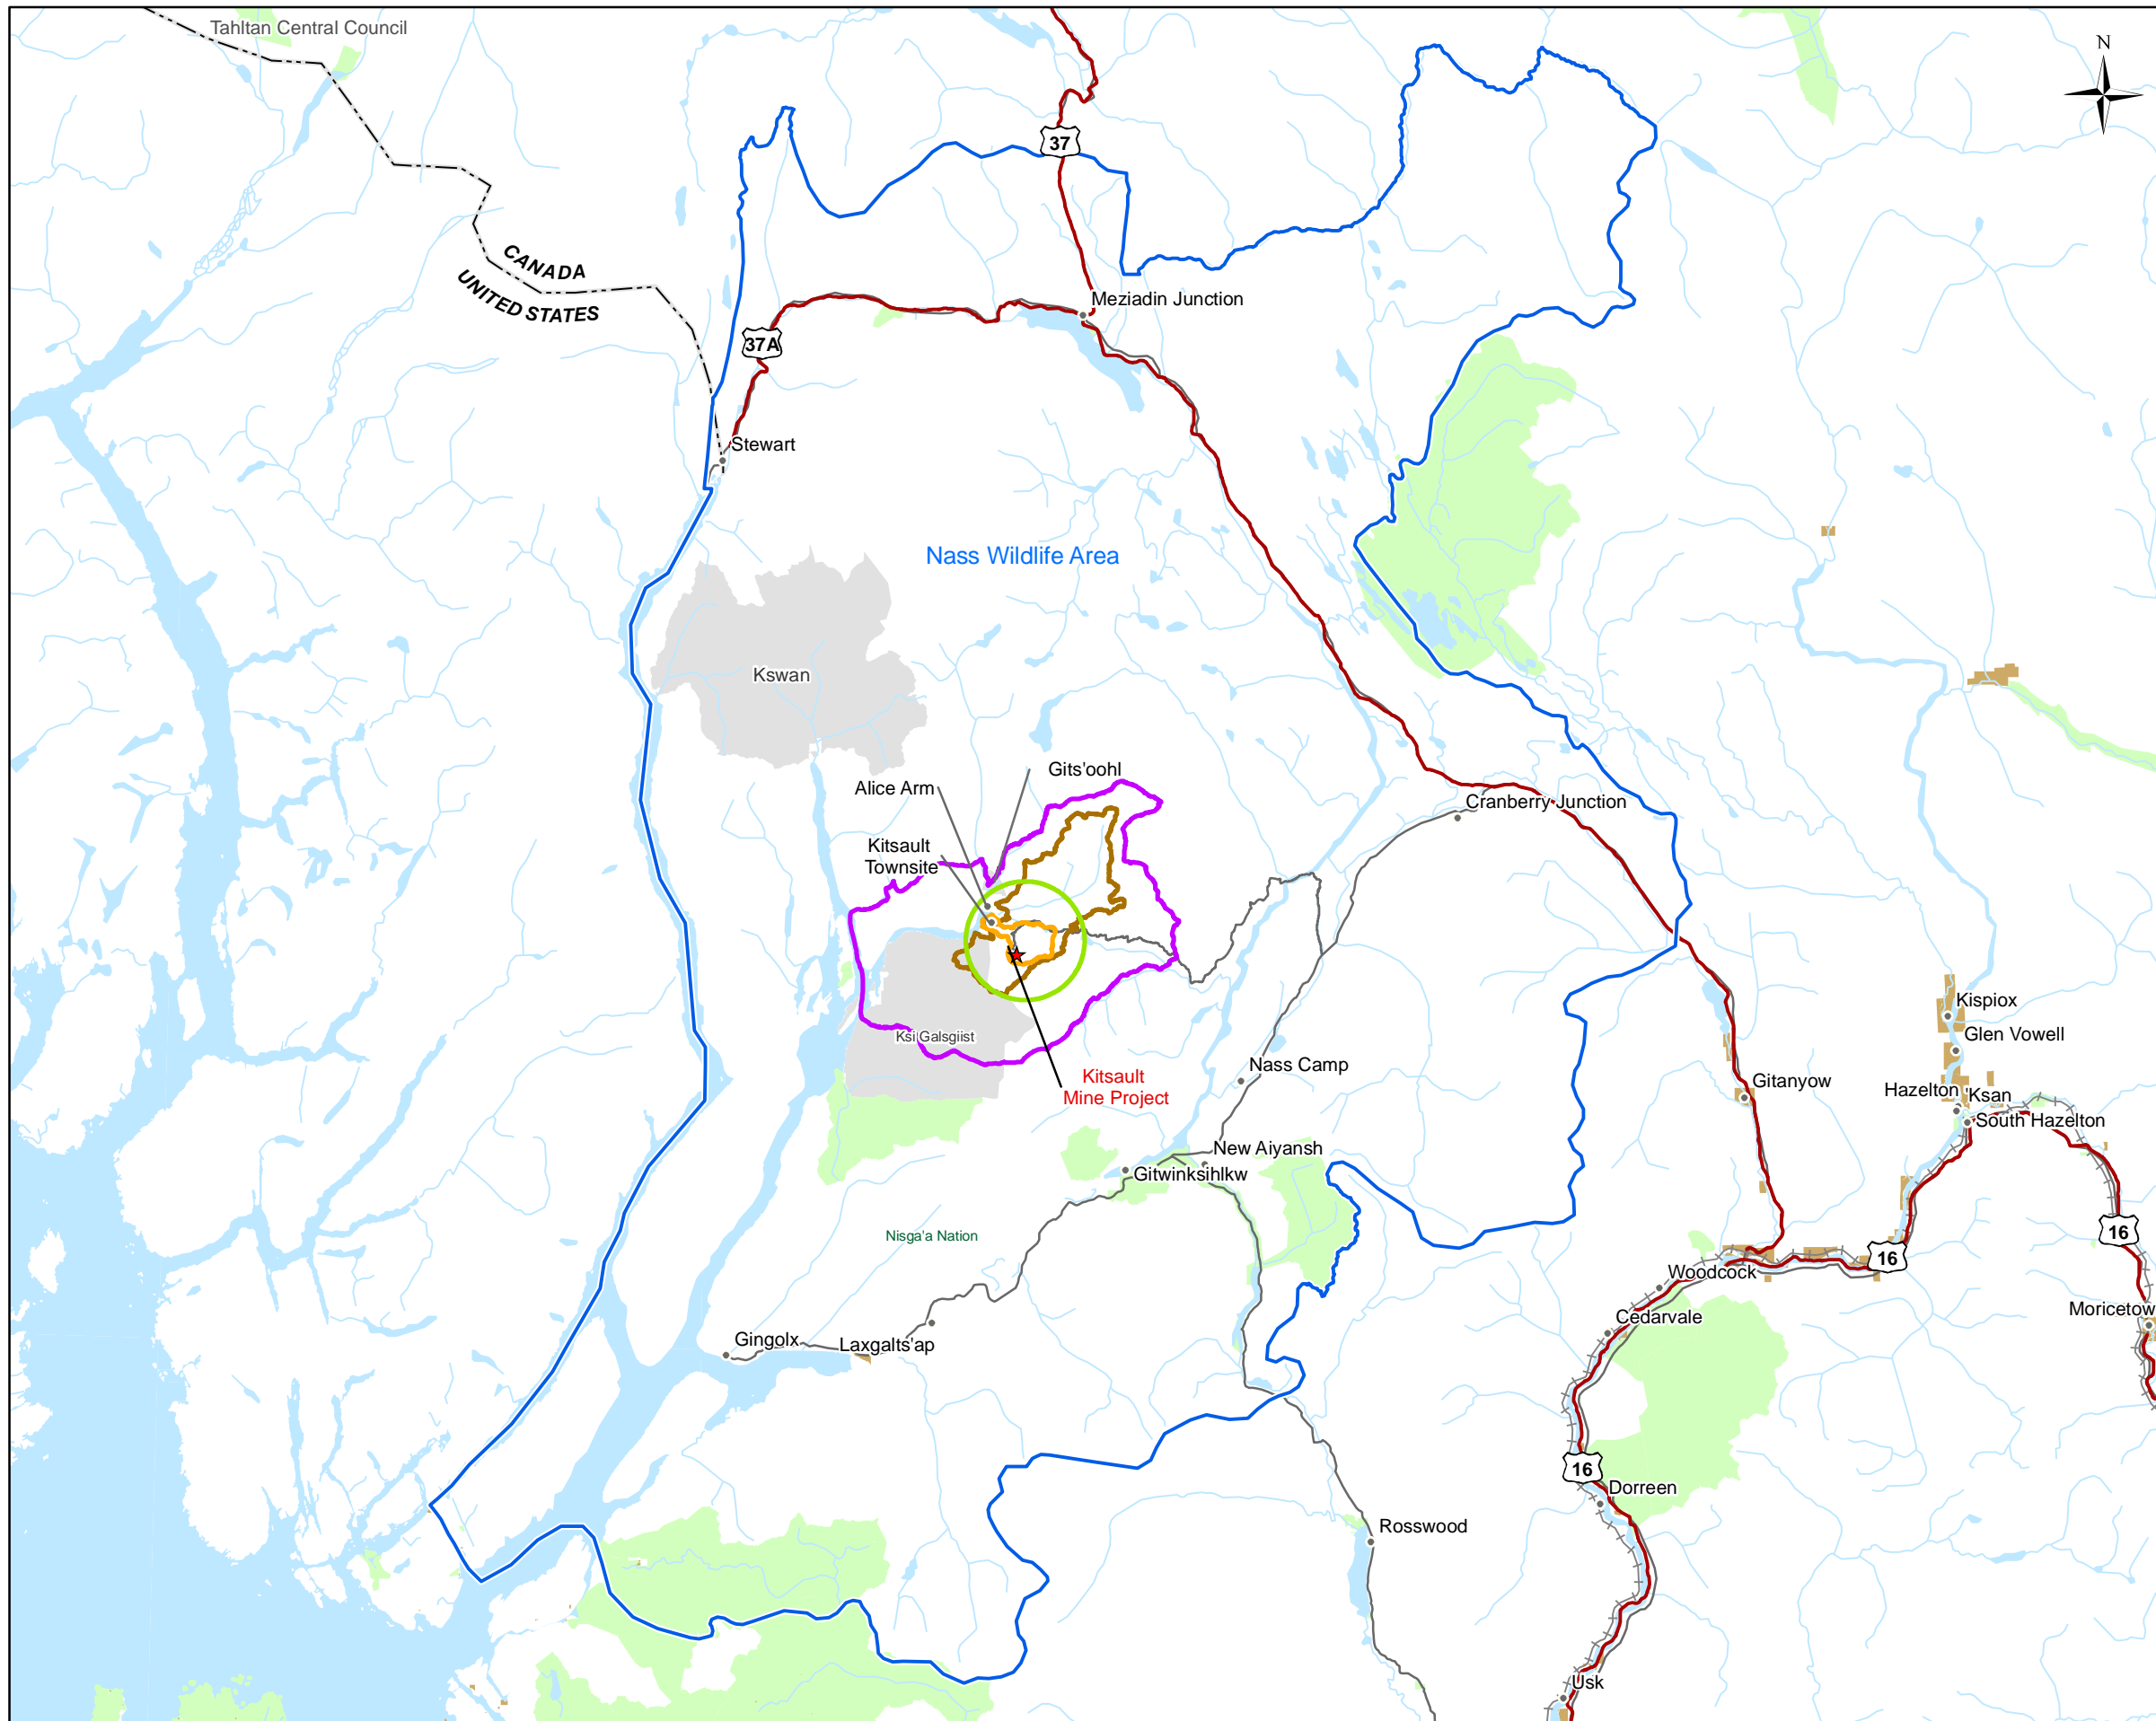 Tahltan Central Council
N
37
CANADA
UNITED STATES
Meziadin Junction
37A
Stewart
Nass Wildlife Area
Kswan
Gits'oohl
Alice Arm
Cranberry Junction
Kitsault
Townsite
Kispiox
Ksi Galsgiist
Glen Vowell
Nass Camp
Kitsault
Mine Project
Gitanyow
Hazelton
'Ksan
South Hazelton
New Aiyansh
Gitwinksihlkw
Nisga'a Nation
16
16
Woodcock
Moricetow
Cedarvale
Gingolx
Laxgalts'ap
16
Dorreen
Rosswood
Usk